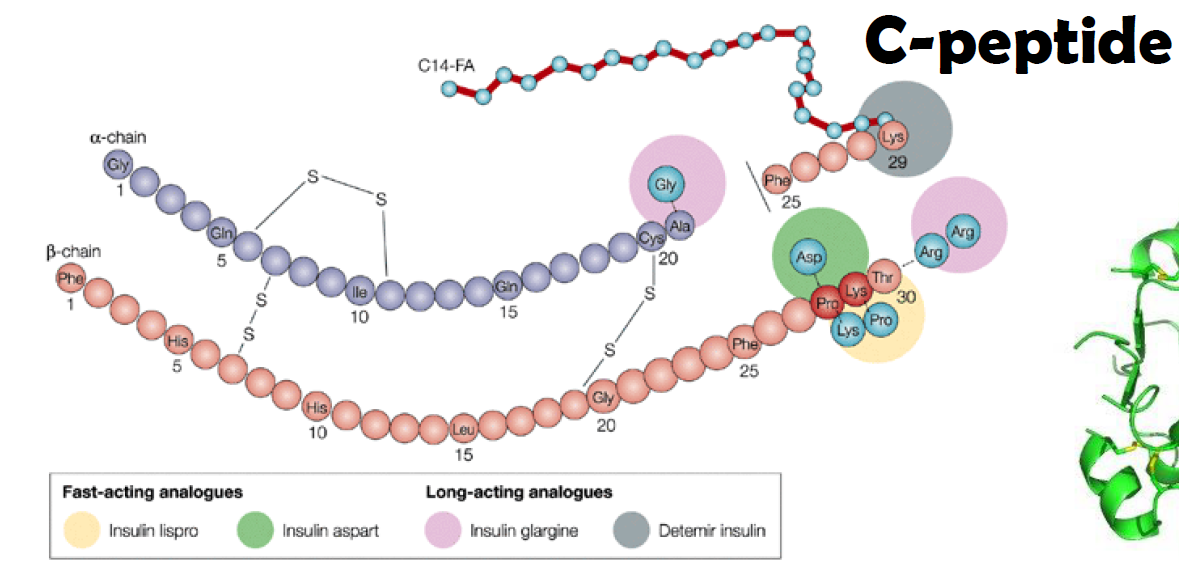 C-peptide
C14-FA
Lys
29
Phe
25
α-chain
Gly
1
Gln
5
S
S
Ile
10
Gln
15
Cys
20
Ala
Gly
β-chain
Phe
1
His
5
S
S
His
10
Leu
15
Gly
20
S
S
Phe
25
Pro
Lys
Thr
30
Asp
Lys
Pro
Arg
Arg
Fast-acting analogues
Long-acting analogues
Insulin lispro
Insulin aspart
Insulin glargine
Detemir insulin